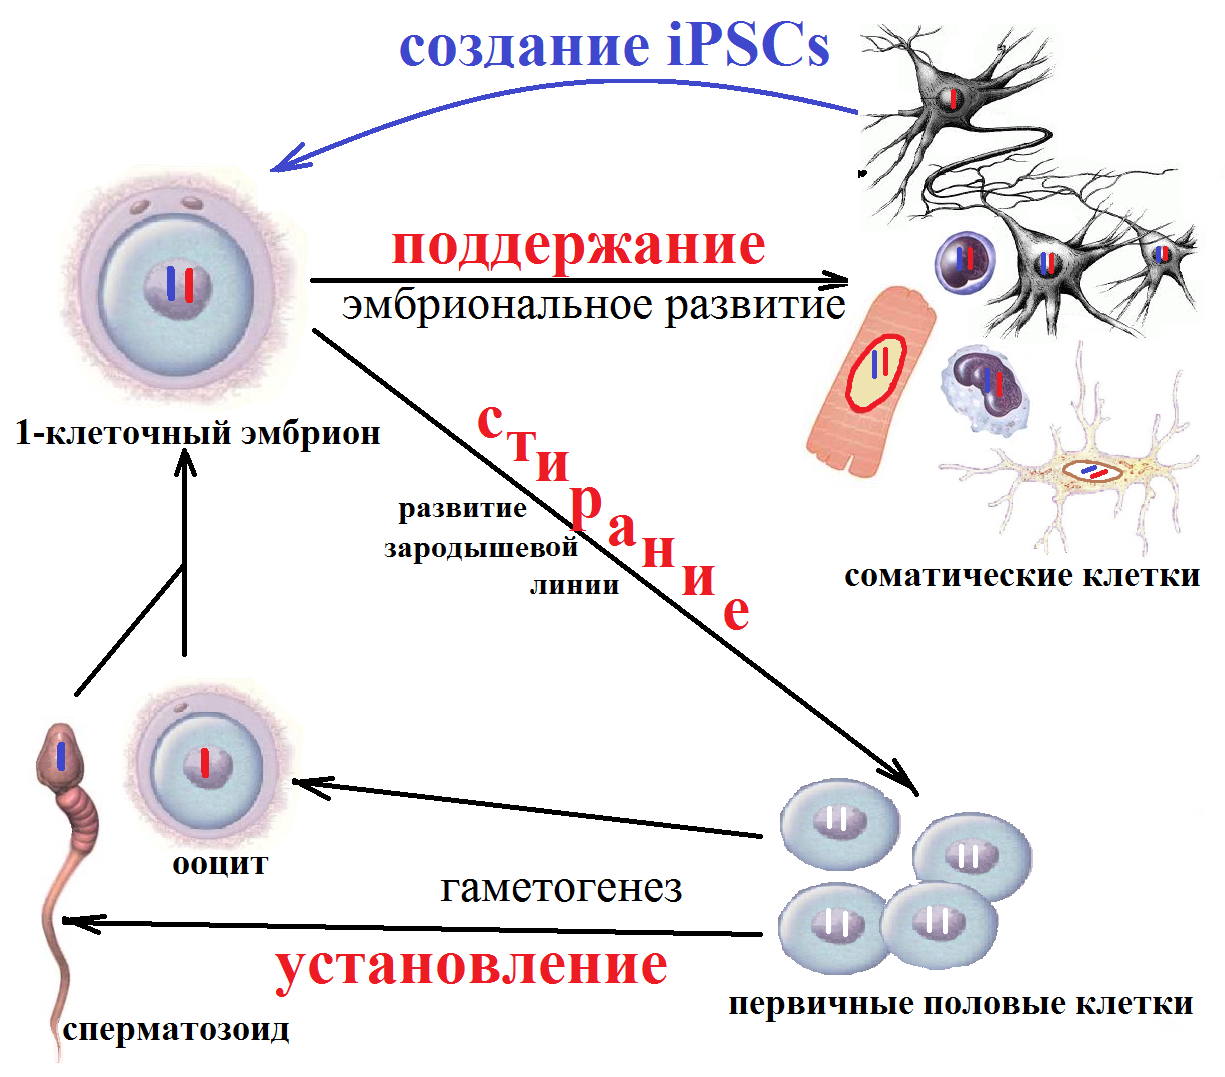 создание iPSCs
поддержание
эмбриональное развитие
1-клеточный эмбрион
стирание
развитие
зародышевой
линии
соматические клетки
ооцит
гаметогенез
установление
первичные половые клетки
сперматозоид